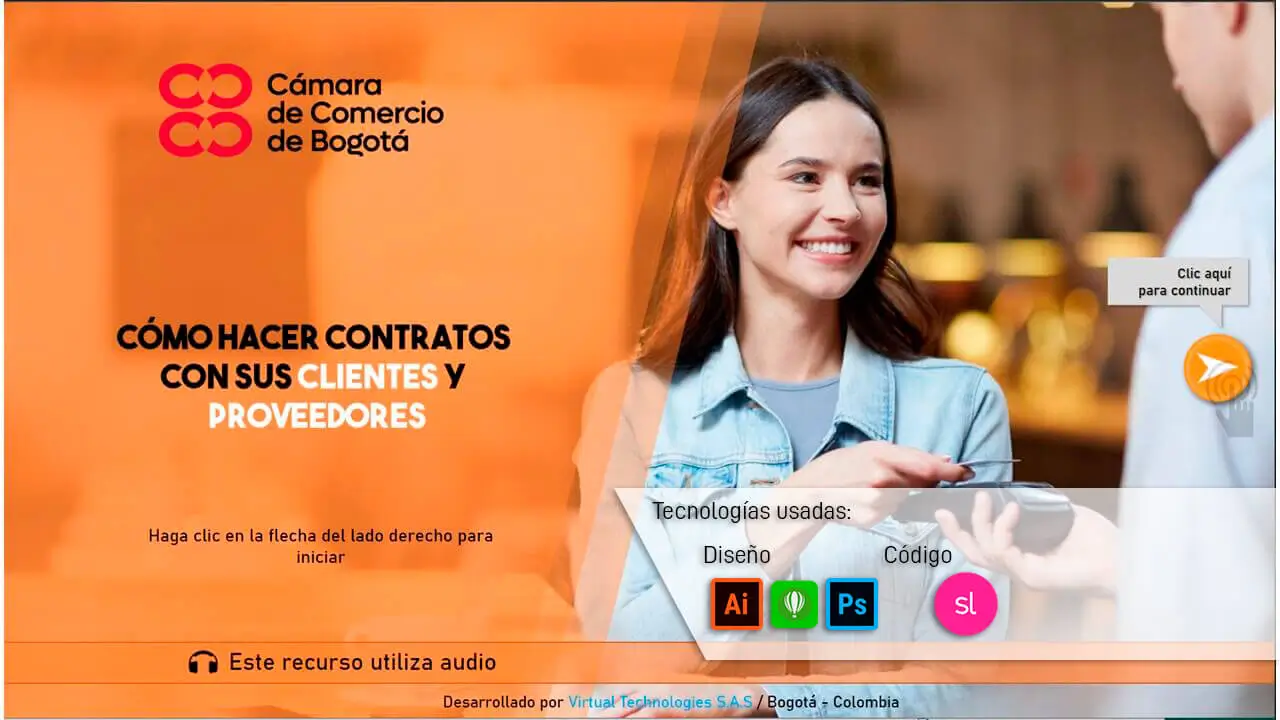 Cámara
de Comercio
de Bogotá
CÓMO HACER CONTRATOS
CON SUS CLIENTES Y
PROVEEDORES
Haga clic en la flecha del lado derecho para
iniciar
Este recurso utiliza audio
Clic aquí
para continuar
Tecnologías usadas:
Diseño
Código
Ai
Ps
sl
Desarrollado por Virtual Technologies S.A.S / Bogotá - Colombia